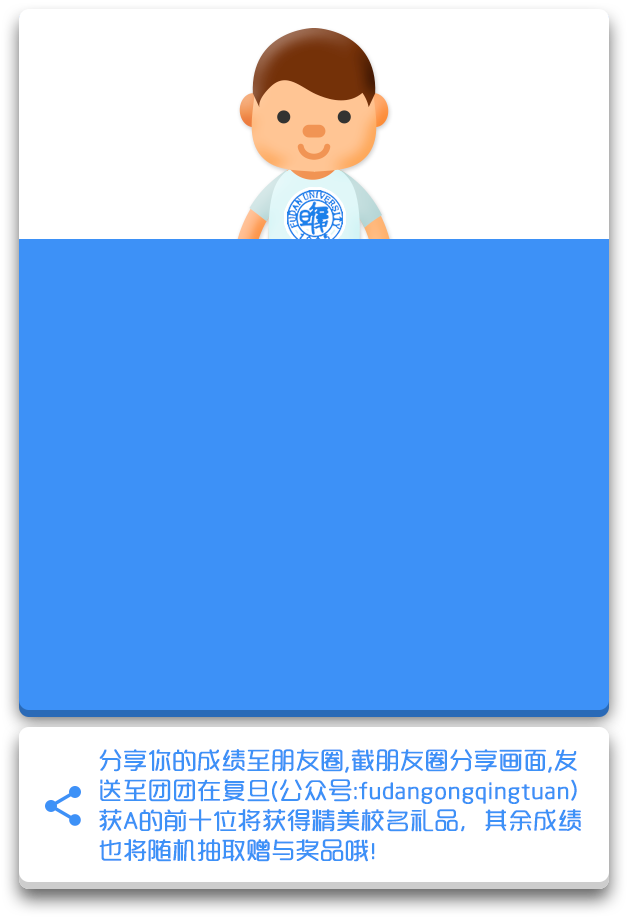 FUDAN UNIVERSITY
分享你的成绩至朋友圈,截朋友圈分享画面,发
送至团团在复旦(公众号:fudangongqingtuan)
获A的前十位将获得精美校名礼品，其余成绩
也将随机抽取赠与奖品哦!